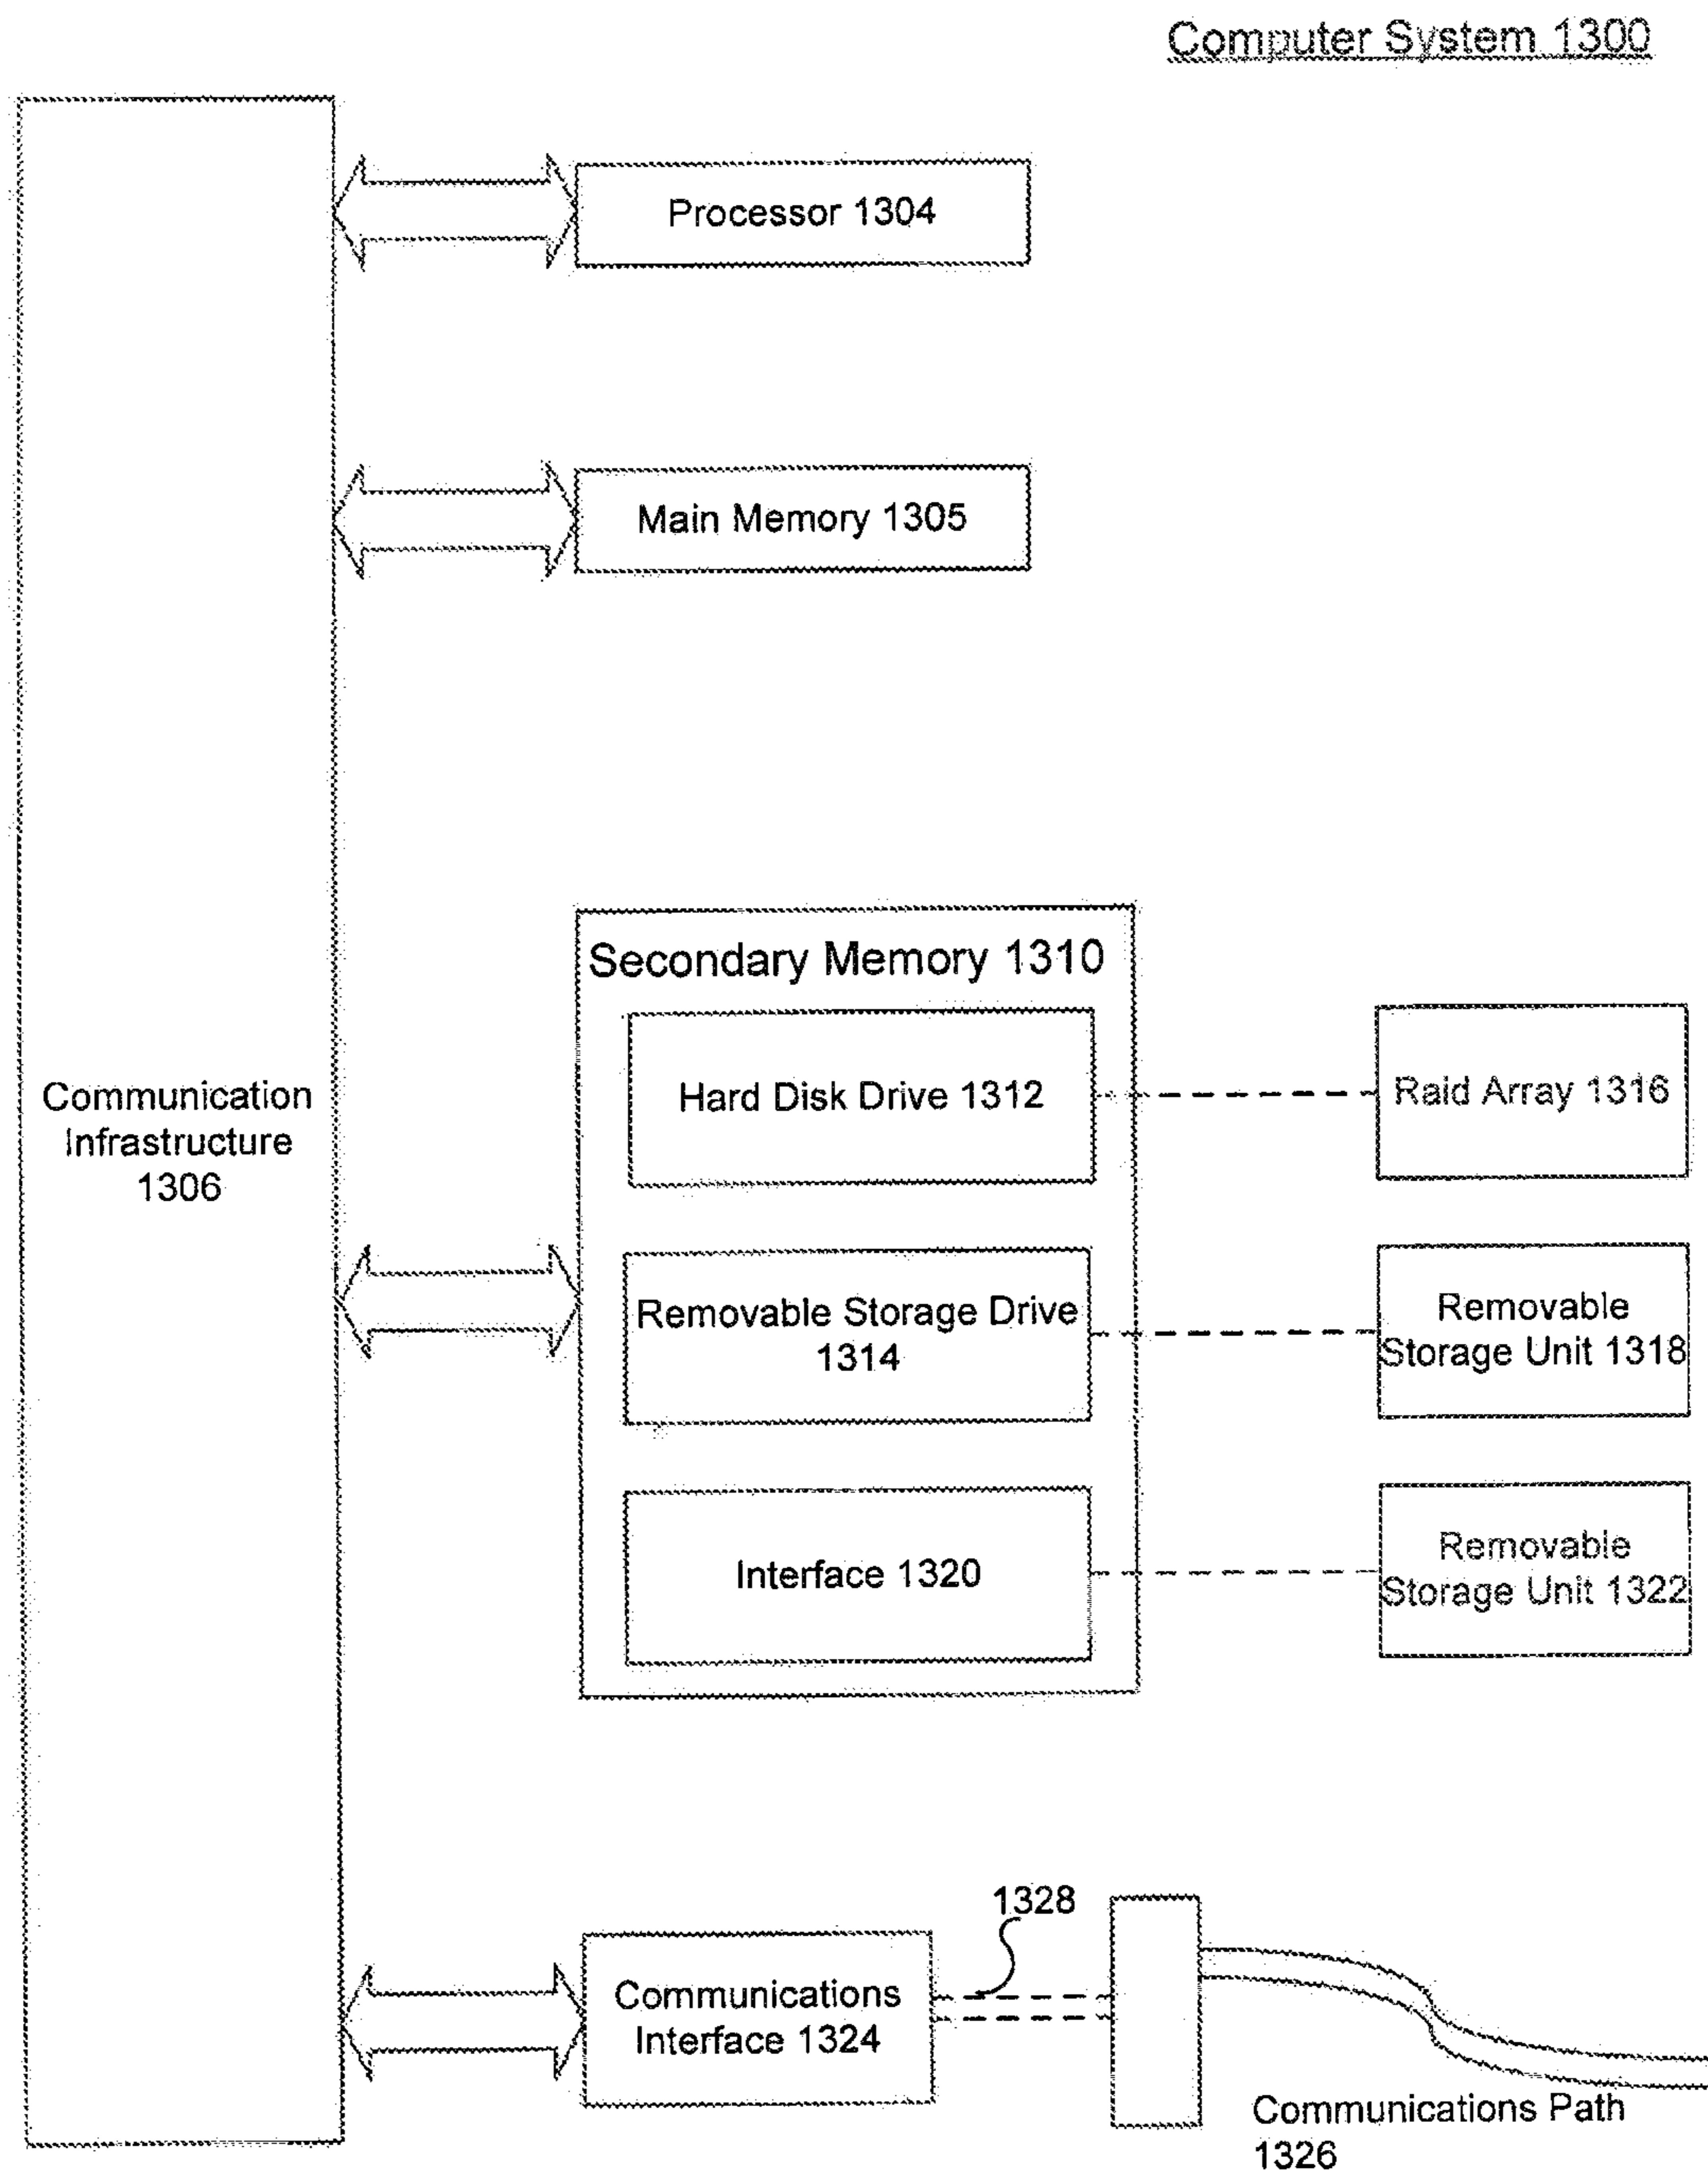 Computer System 1300
Processor 1304
Main Memory 1305
Secondary Memory 1310
Hard Disk Drive 1312
Raid Array 1316
Communication
Infrastructure
1306
Removable Storage Drive
1314
Removable
Storage Unit 1318
Interface 1320
Removable
Storage Unit 1322
1328
Communications
Interface 1324
Communications Path
1326